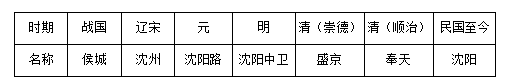 时期 战国 辽宋 元 明 清（崇德） 清（顺治） 民国至今
名称 侯城 沈州 沈阳路 沈阳中卫 盛京 奉天 沈阳